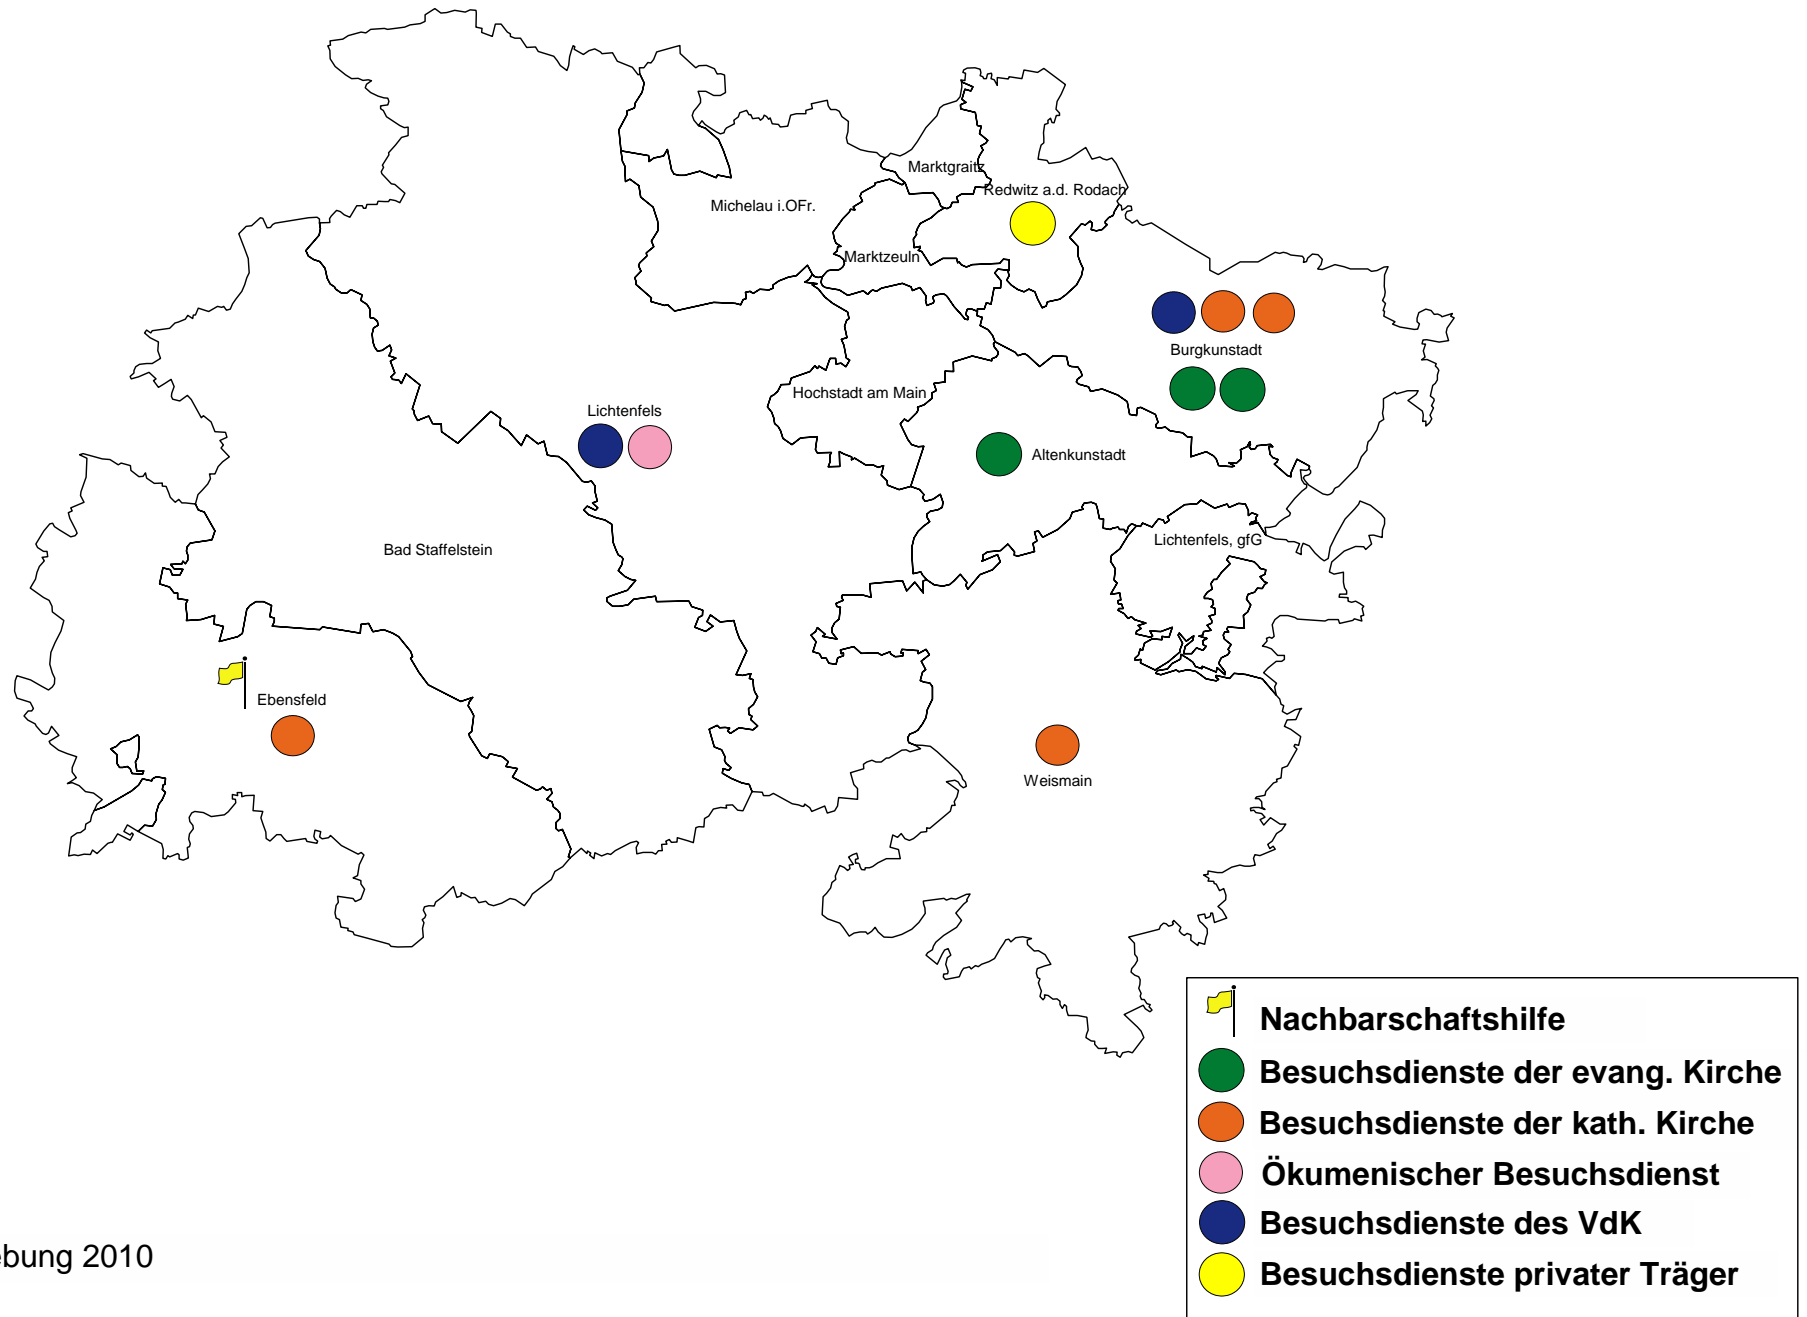 Marktgraitz
Redwitz a.d. Rodach
Michelau i.OFr.
Marktzeuln
Burgkunstadt
Hochstadt am Main
Lichtenfels
Altenkunstadt
Lichtenfels, gfG
Bad Staffelstein
Ebensfeld
Weismain
Nachbarschaftshilfe
Besuchsdienste der evang. Kirche
Besuchsdienste der kath. Kirche
Ökumenischer Besuchsdienst
Besuchsdienste des VdK
Besuchsdienste privater Träger
bung 2010